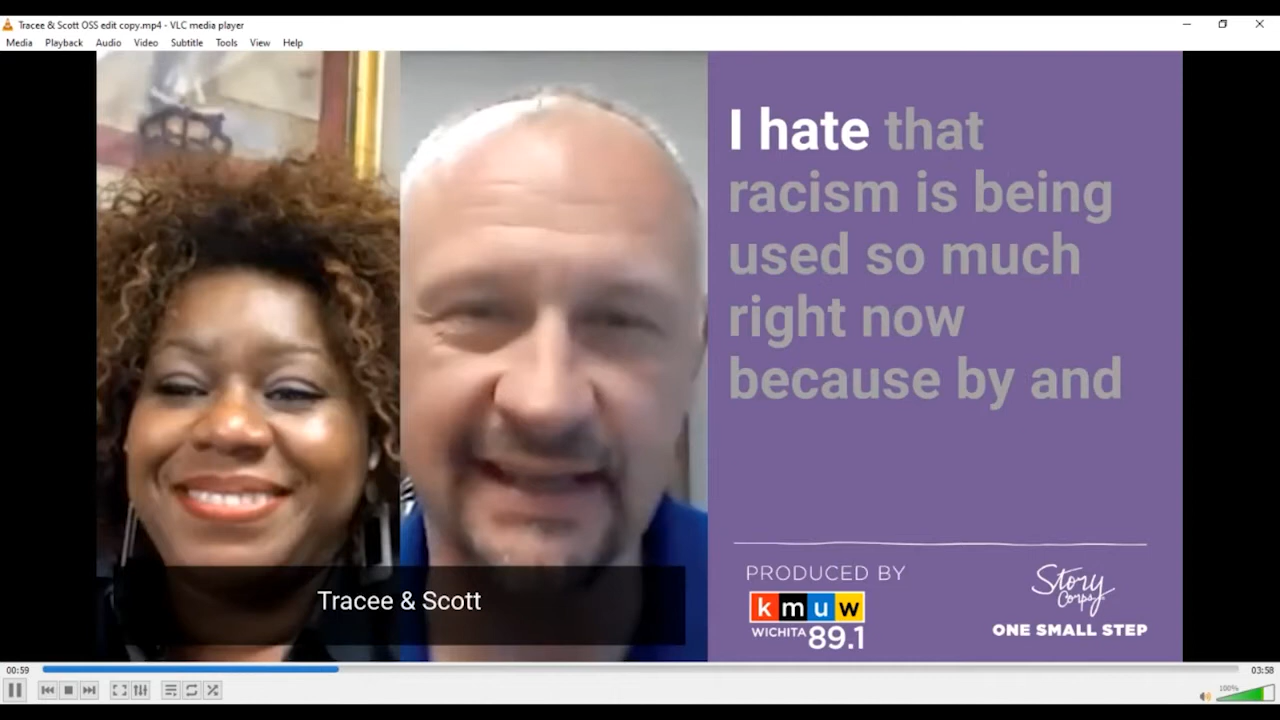 Tracee & Scott OSS edit copy.mp4 - VLC media player
Media Playback Audio Video Subtitle Tools View Help
I hate that
racism is being
used so much
right now
because by and
Tracee & Scott
PRODUCED BY
kmuw
WICHITA 89.1
Story
Corps
ONE SMALL STEP
00:59
03:58
100%